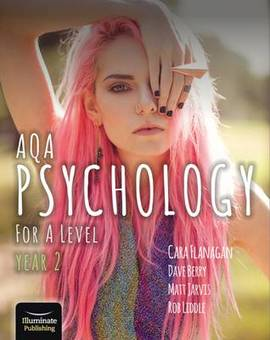 AQA
PSYCHOLOGY
FOR A LEVEL
YEAR 2
CARA FLANAGAN
DAVE BERRY
MATT JARVIS
ROB LIDDLE
Illuminate
Publishing